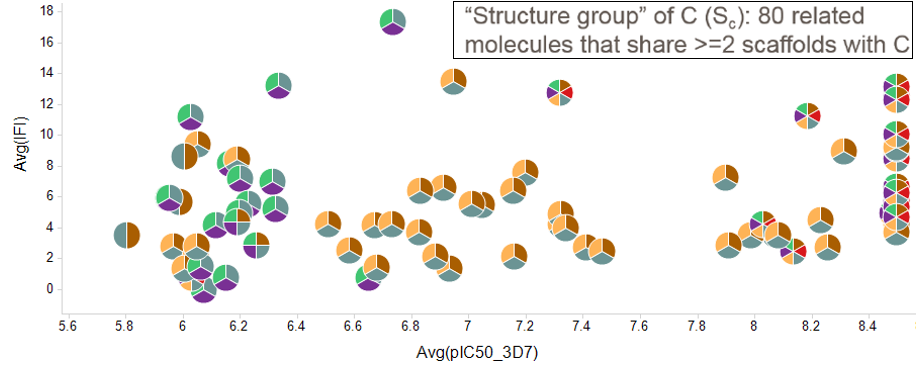 “Structure group” of C (Sc): 80 related
molecules that share >=2 scaffolds with C
18
16
14
12
10
8
6
4
2
0
Avg(IFI)
5.6 5.8 6 6.2 6.4 6.6 6.8 7 7.2 7.4 7.6 7.8 8 8.2 8.4 8.6
Avg(pIC50_3D7)